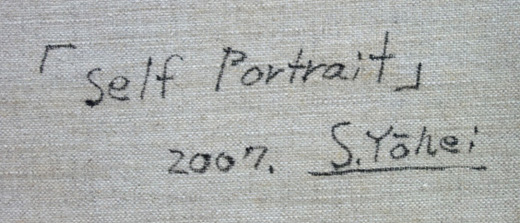 「Self Portrait」
2007. S.Yōhei